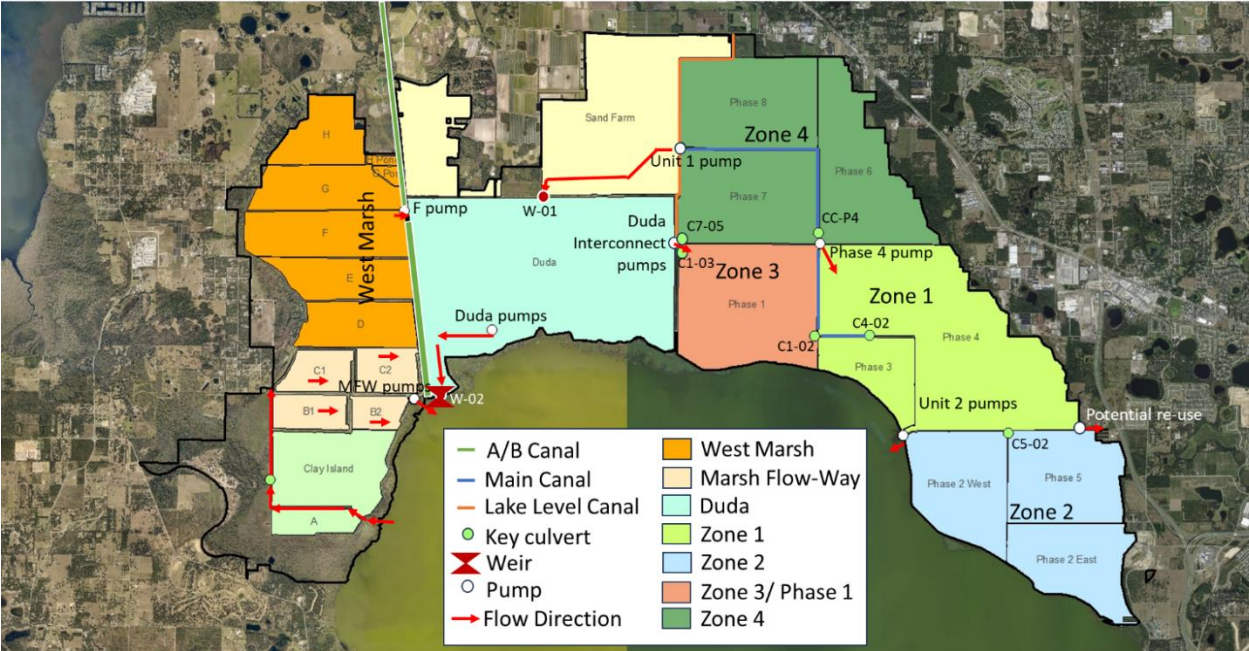 H
H Pond
G Pond
G
F
E
D
West Marsh
C1
C2
B1
B2
Clay Island
A
F pump
MFW pumps
W-02
Sand Farm
W-01
Duda
Duda pumps
Unit 1 pump
Duda
Interconnect
pumps
C7-05
C1-03
Phase 8
Zone 4
Phase 7
Phase 6
CC-P4
Phase 4 pump
Zone 3
Phase 1
C1-02
Zone 1
C4-02
Phase 4
Phase 3
Unit 2 pumps
Potential re-use
C5-02
Phase 2 West
Phase 5
Zone 2
Phase 2 East
A/B Canal
Main Canal
Lake Level Canal
Key culvert
Weir
Pump
Flow Direction
West Marsh
Marsh Flow-Way
Duda
Zone 1
Zone 2
Zone 3/ Phase 1
Zone 4